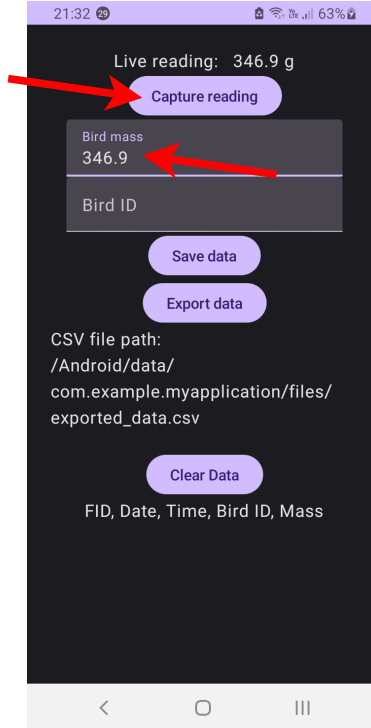 21:32 29 63%
Live reading: 346.9 g
Capture reading
Bird mass
346.9
Bird ID
Save data
Export data
CSV file path:
/Android/data/
com.example.myapplication/files/
exported_data.csv
Clear Data
FID, Date, Time, Bird ID, Mass